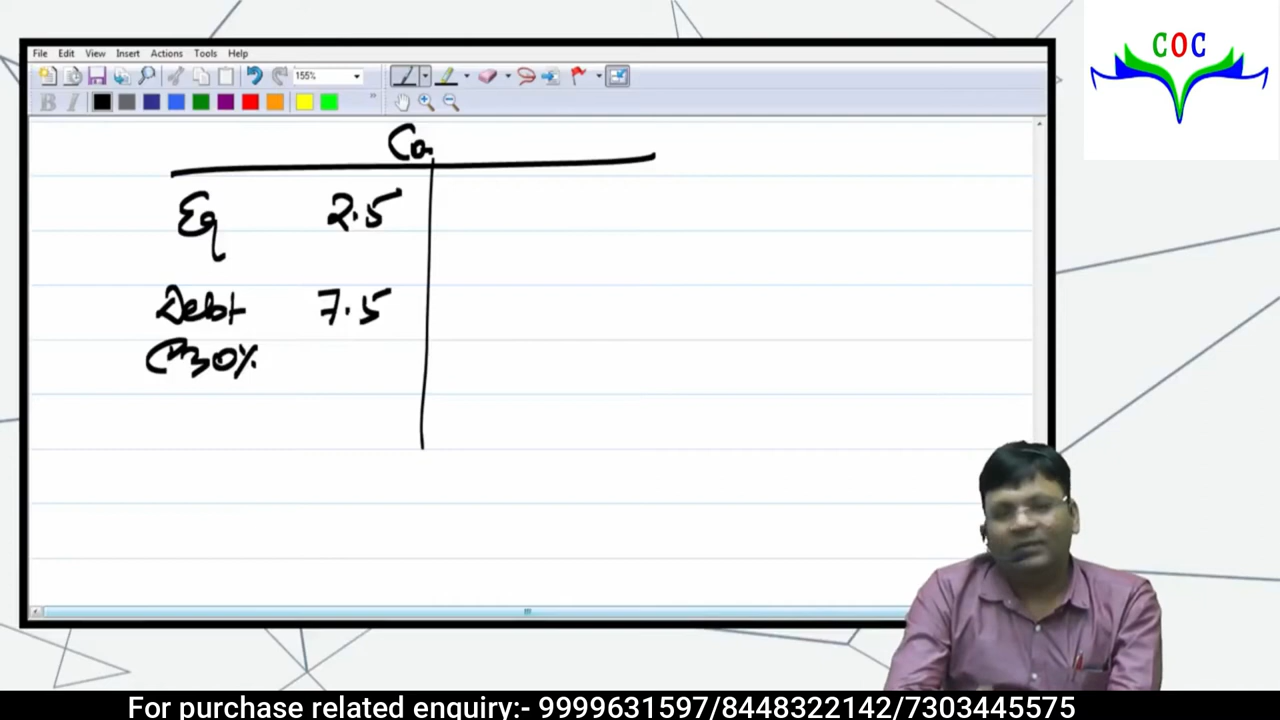 COC
File Edit View Insert Actions Tools Help
155%
B I
Co.
Eq 2.5
Debt 7.5
@30%
For purchase related enquiry:- 9999631597/8448322142/7303445575